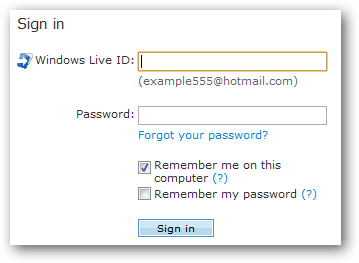 Sign in
Windows Live ID:
(example555@hotmail.com)
Password:
Forgot your password?
Remember me on this
computer (?)
Remember my password (?)
Sign in